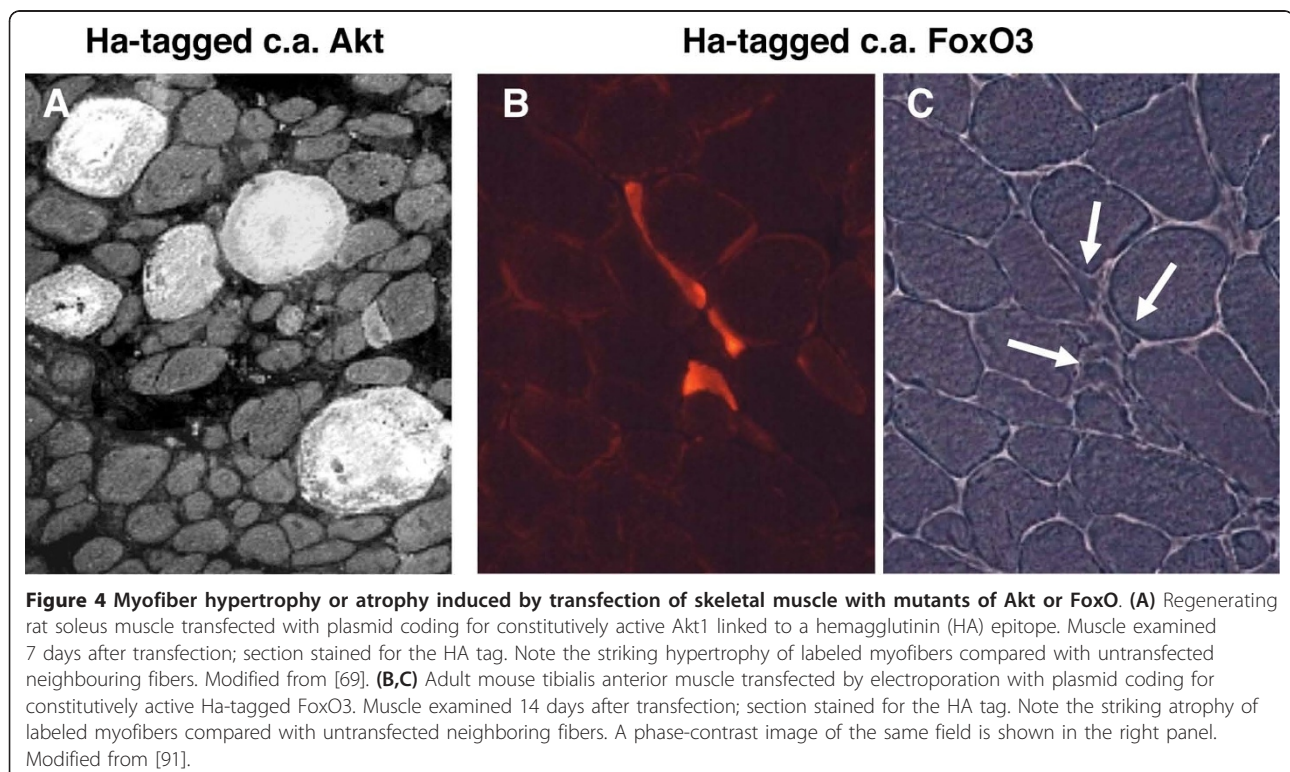 Ha-tagged c.a. Akt
Ha-tagged c.a. FoxO3
A
B
C
Figure 4 Myofiber hypertrophy or atrophy induced by transfection of skeletal muscle with mutants of Akt or FoxO. (A) Regenerating
rat soleus muscle transfected with plasmid coding for constitutively active Akt1 linked to a hemagglutinin (HA) epitope. Muscle examined
7 days after transfection; section stained for the HA tag. Note the striking hypertrophy of labeled myofibers compared with untransfected
neighbouring fibers. Modified from [69]. (B,C) Adult mouse tibialis anterior muscle transfected by electroporation with plasmid coding for
constitutively active Ha-tagged FoxO3. Muscle examined 14 days after transfection; section stained for the HA tag. Note the striking atrophy of
labeled myofibers compared with untransfected neighboring fibers. A phase-contrast image of the same field is shown in the right panel.
Modified from [91].